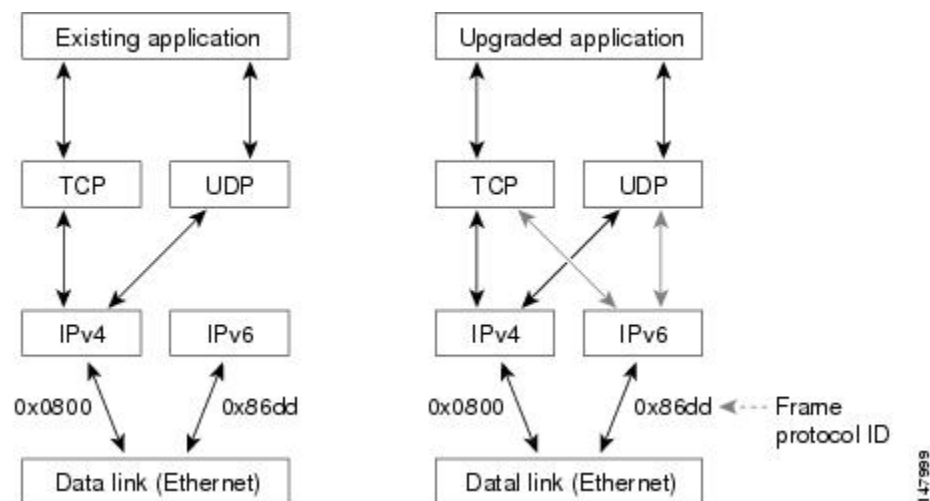 Existing application
TCP
UDP
IPv4
IPv6
0x0800
0x86dd
Data link (Ethernet)
Upgraded application
TCP
UDP
IPv4
IPv6
0x0800
0x86dd
Frame
protocol ID
Datal link (Ethernet)
147999